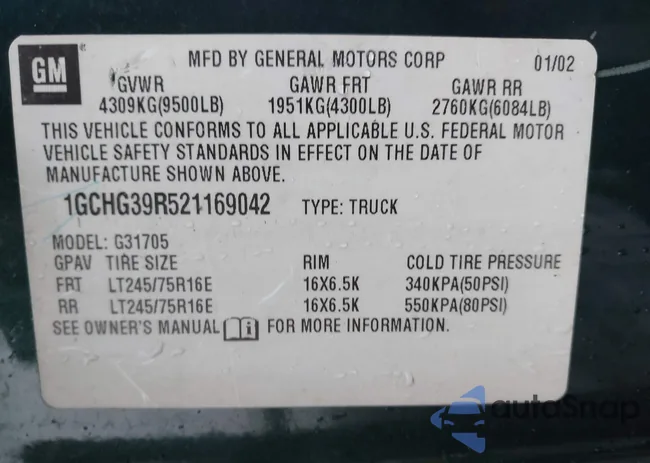 GM
MFD BY GENERAL MOTORS CORP 01/02
GVWR GAWR FRT GAWR RR
4309KG(9500LB) 1951KG(4300LB) 2760KG(6084LB)
THIS VEHICLE CONFORMS TO ALL APPLICABLE U.S. FEDERAL MOTOR
VEHICLE SAFETY STANDARDS IN EFFECT ON THE DATE OF
MANUFACTURE SHOWN ABOVE.
1GCHG39R521169042 TYPE: TRUCK
MODEL: G31705
GPAV TIRE SIZE RIM COLD TIRE PRESSURE
FRT LT245/75R16E 16X6.5K 340KPA(50PSI)
RR LT245/75R16E 16X6.5K 550KPA(80PSI)
SEE OWNER'S MANUAL FOR MORE INFORMATION.
autoSnap